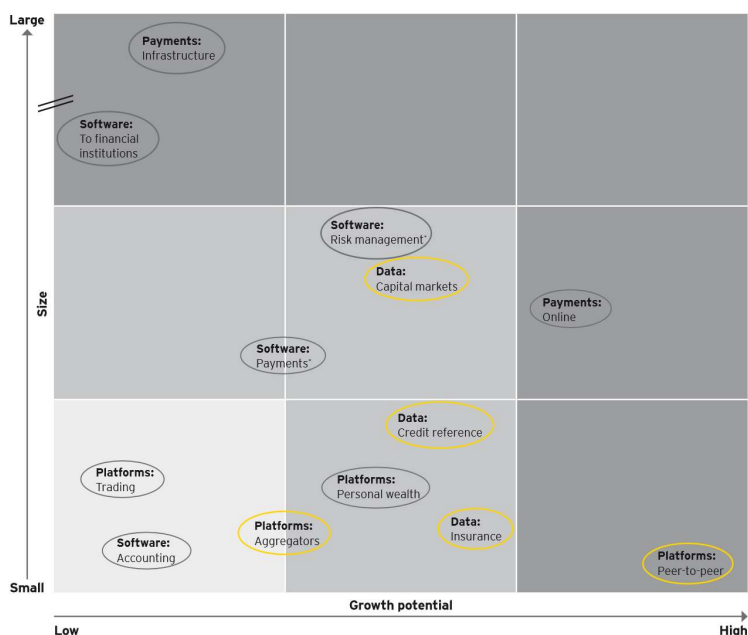 Large
Payments:
Infrastructure
Software:
To financial
institutions
Software:
Risk management*
Data:
Capital markets
Payments:
Online
Size
Software:
Payments*
Data:
Credit reference
Platforms:
Trading
Platforms:
Personal wealth
Platforms:
Aggregators
Data:
Insurance
Software:
Accounting
Platforms:
Peer-to-peer
Small
Growth potential
Low
High